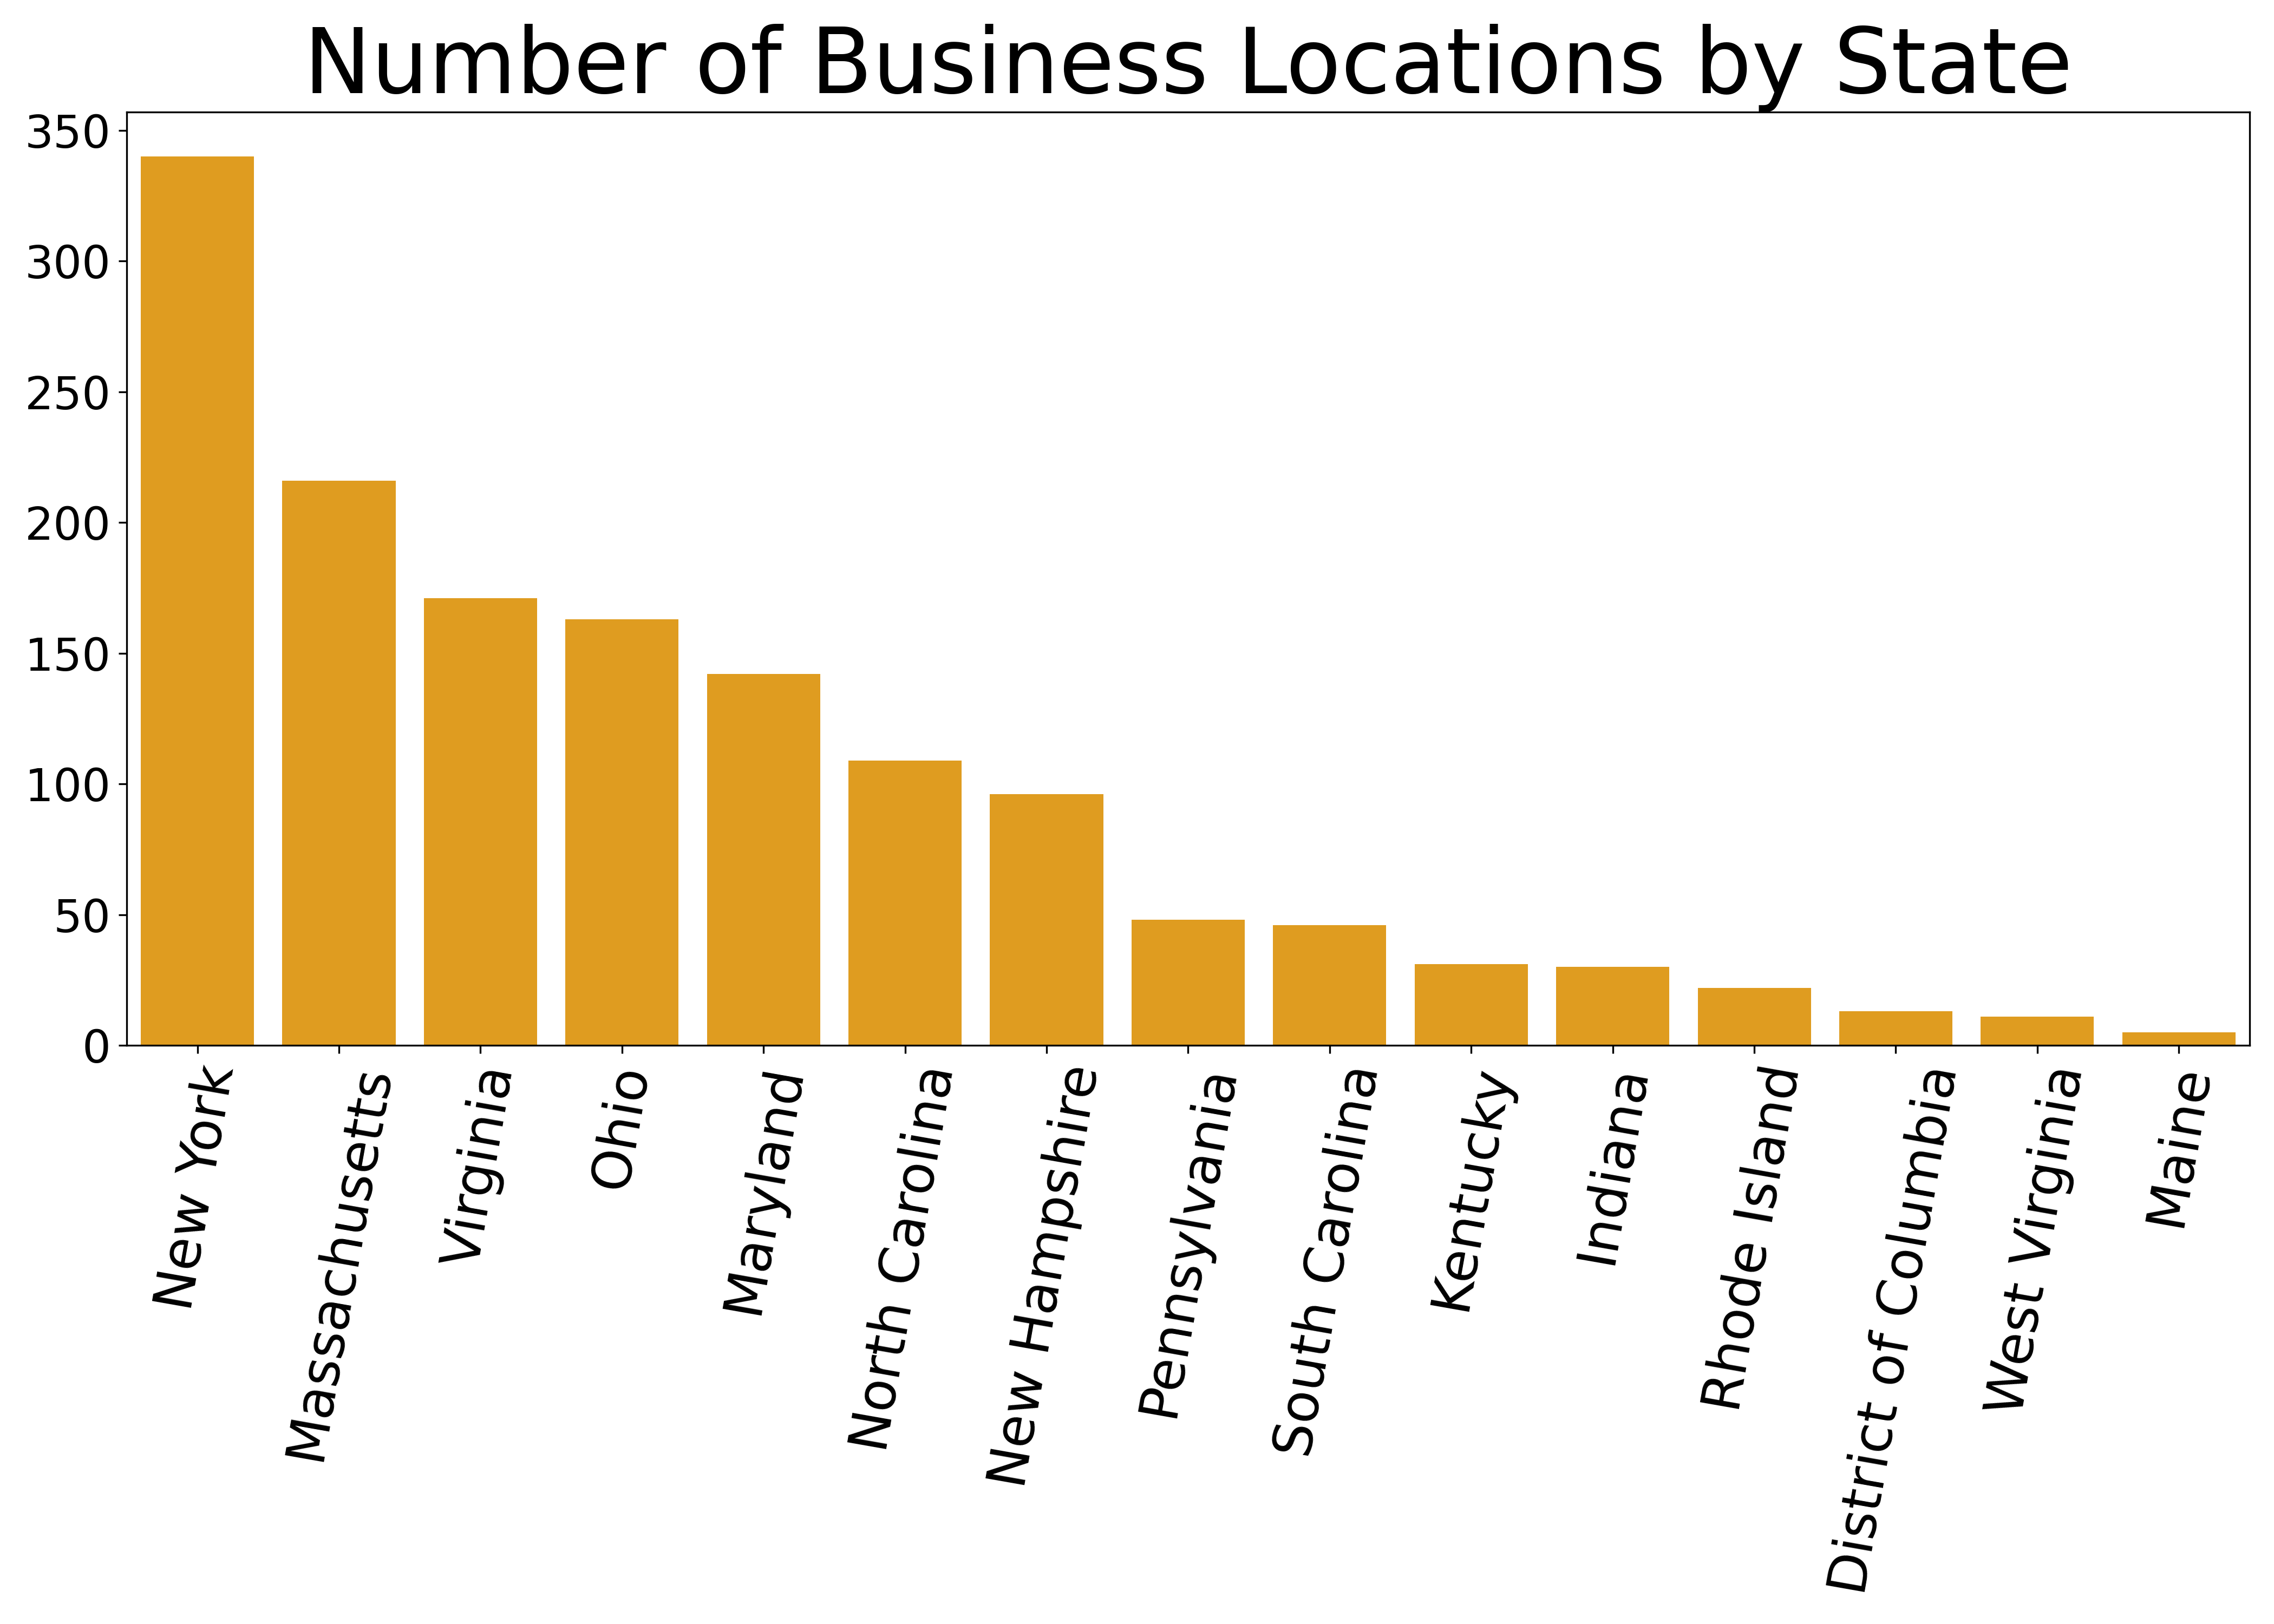 Number of Business Locations by State
350
300
250
200
150
100
50
0
New York
Massachusetts
Virginia
Ohio
Maryland
North Carolina
New Hampshire
Pennsylvania
South Carolina
Kentucky
Indiana
Rhode Island
District of Columbia
West Virginia
Maine